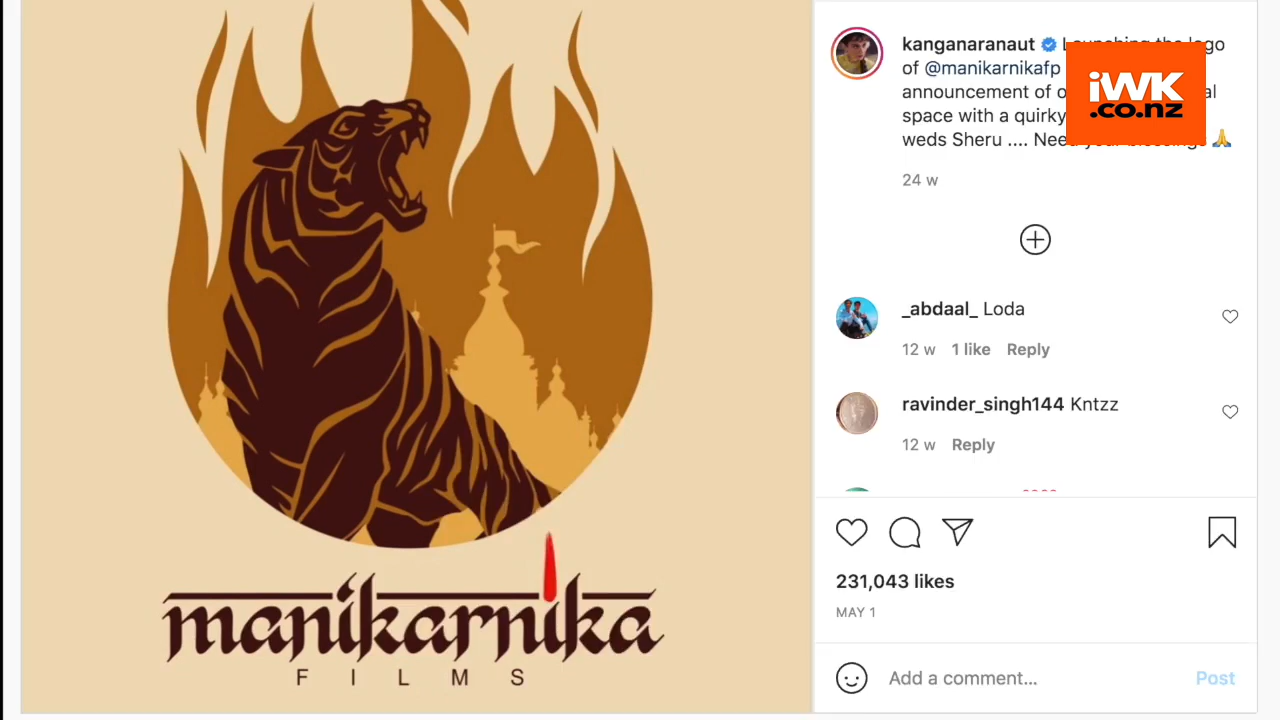 manikarnika
FILMS
kanganaranaut
of @manikarnikafp
announcement of
space with a quirky
weds Sheru ....
iWK
.co.nz
24 w
_abdaal_ Loda
12 w 1 like Reply
ravinder_singh144 Kntzz
12 w Reply
231,043 likes
MAY 1
Add a comment... Post